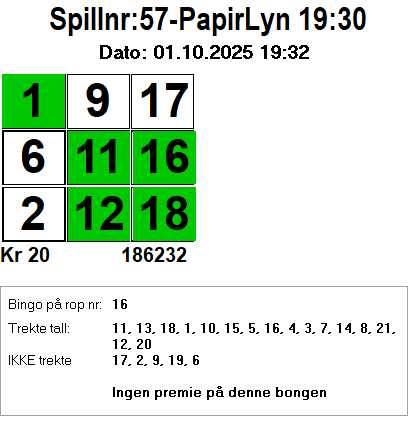 Spillnr:57-PapirLyn 19:30
Dato: 01.10.2025 19:32
1 9 17
6 11 16
2 12 18
Kr 20 186232
Bingo på rop nr: 16
Trekte tall: 11, 13, 18, 1, 10, 15, 5, 16, 4, 3, 7, 14, 8, 21,
12, 20
IKKE trekte 17, 2, 9, 19, 6
Ingen premie på denne bongen